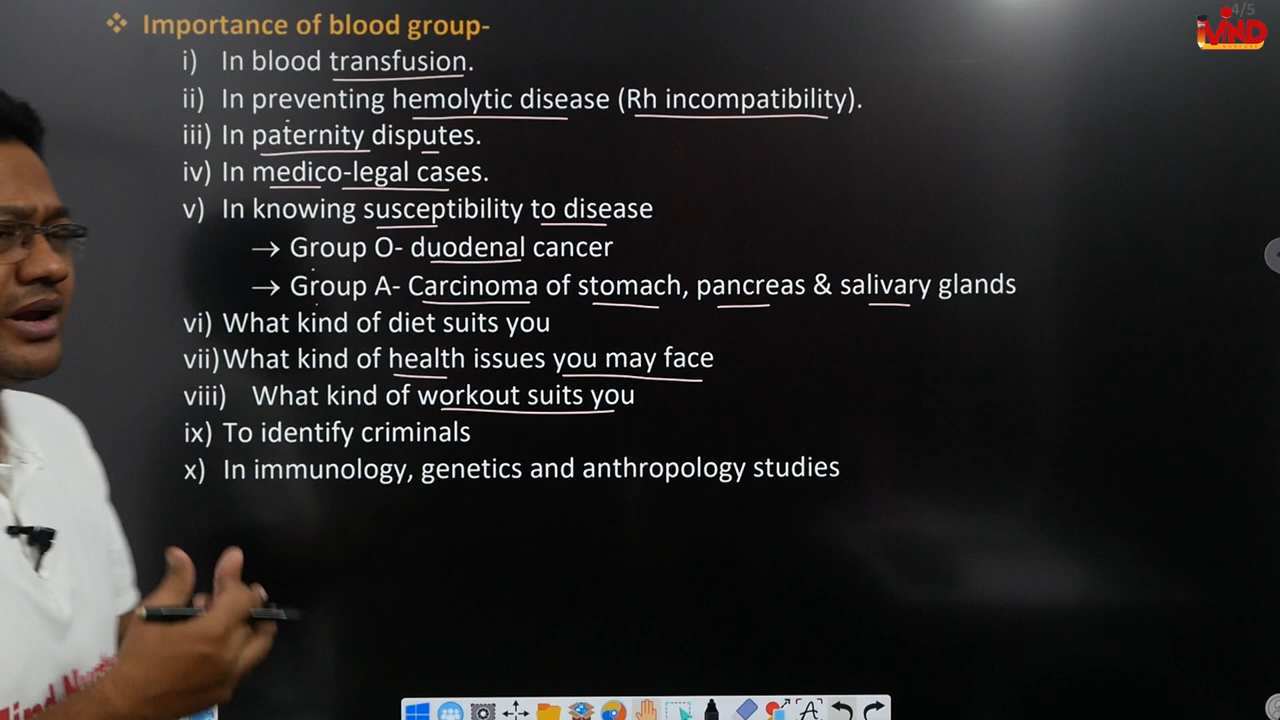 4/5
MIND
❖ Importance of blood group-
i) In blood transfusion.
ii) In preventing hemolytic disease (Rh incompatibility).
iii) In paternity disputes.
iv) In medico-legal cases.
v) In knowing susceptibility to disease
→ Group O- duodenal cancer
→ Group A- Carcinoma of stomach, pancreas & salivary glands
vi) What kind of diet suits you
vii) What kind of health issues you may face
viii) What kind of workout suits you
ix) To identify criminals
x) In immunology, genetics and anthropology studies